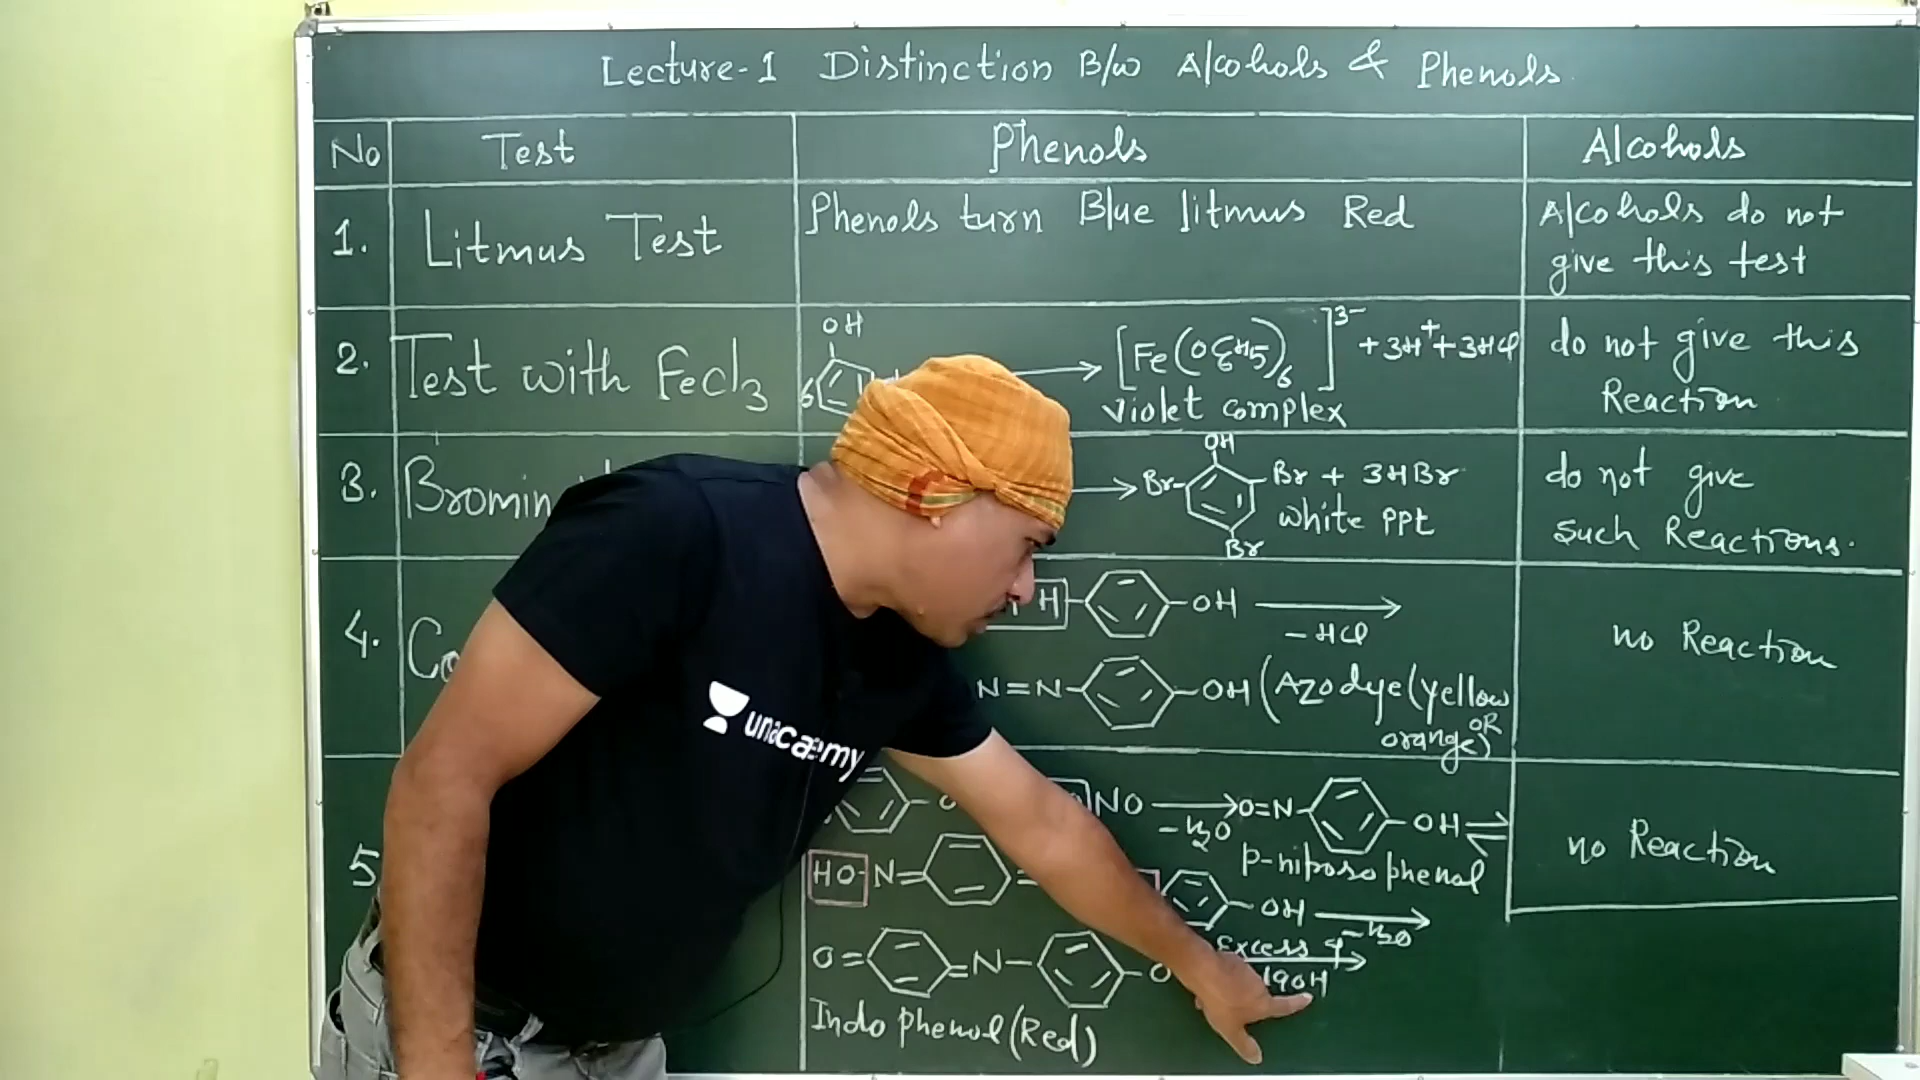 Lecture-1 Distinction B/w Alcohols & Phenols
No Test Phenols Alcohols
1. Litmus Test Phenols turn Blue litmus Red
Alcohols do not
give this test
2. Test with FeCl3
OH
6
[Fe(OC6H5)6]3- + 3H+ + 3HCl
Violet complex
do not give this
Reaction
3. Bromin
OH
Br Br + 3HBr
white ppt
Br
do not give
such Reactions.
4. Co
H OH
-HCl
N=N OH (Azodye (yellow
OR
orange)
no Reaction
5
NO O=N OH
-H2O
p-nitroso phenol
HO-N= OH
-H2O
Excess of
O= =N- O
Indo phenol (Red)
no Reaction
unacademy